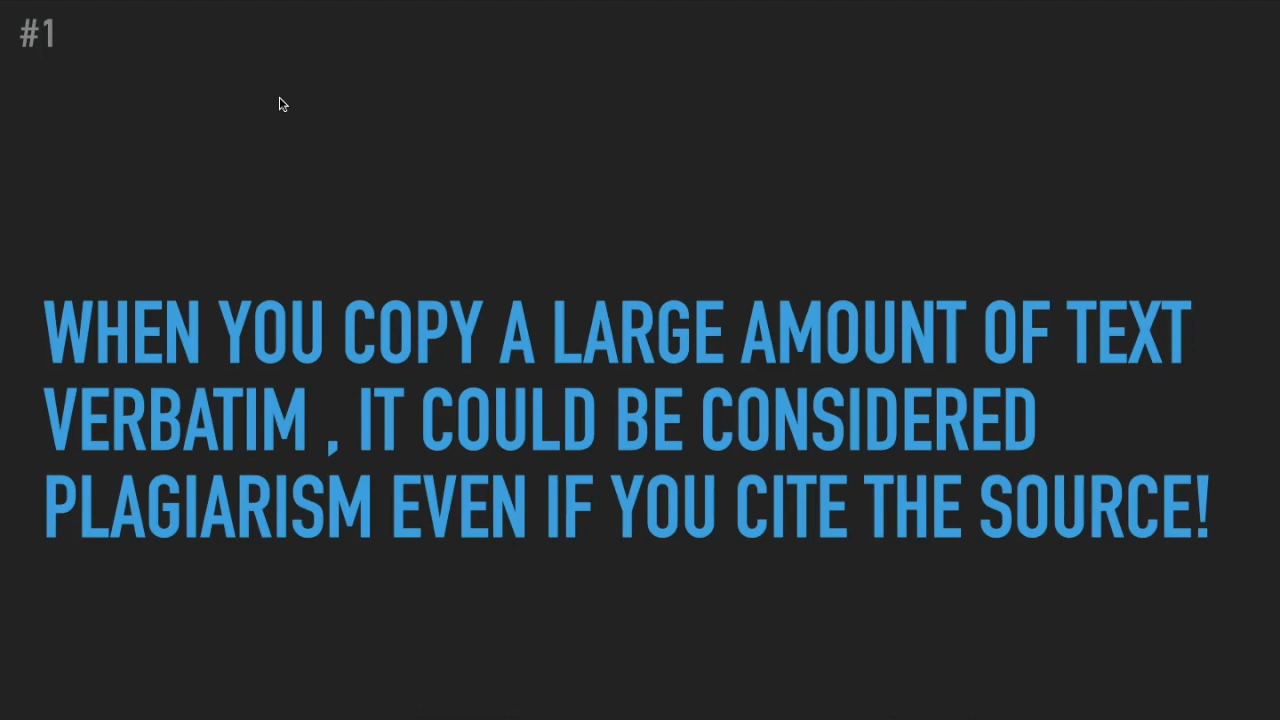 #1
WHEN YOU COPY A LARGE AMOUNT OF TEXT
VERBATIM , IT COULD BE CONSIDERED
PLAGIARISM EVEN IF YOU CITE THE SOURCE!